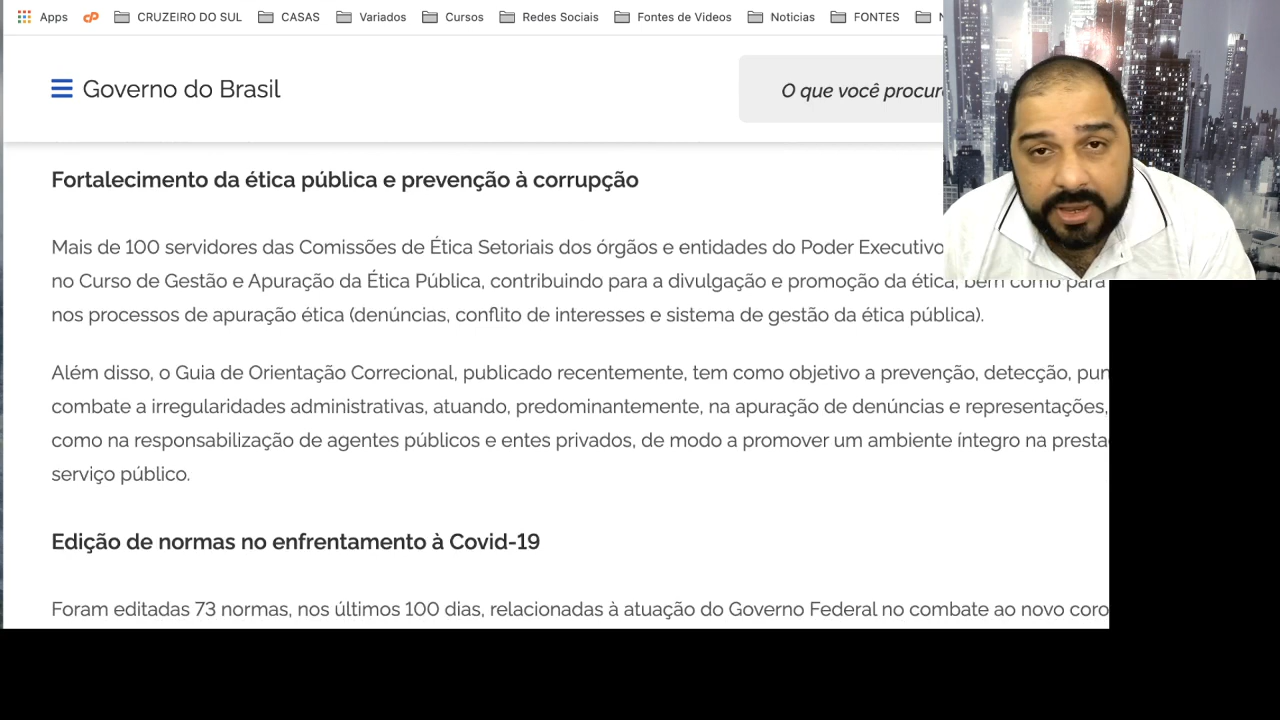 Apps CRUZEIRO DO SUL CASAS Variados Cursos Redes Sociais Fontes de Videos Noticias FONTES
Governo do Brasil
O que você
Fortalecimento da ética pública e prevenção à corrupção
Mais de 100 servidores das Comissões de Ética Setoriais dos órgãos e entidades do Poder Executivo
no Curso de Gestão e Apuração da Ética Pública, contribuindo para a divulgação e promoção da ética, bem como para
nos processos de apuração ética (denúncias, conflito de interesses e sistema de gestão da ética pública).
Além disso, o Guia de Orientação Correcional, publicado recentemente, tem como objetivo a prevenção, detecção,
combate a irregularidades administrativas, atuando, predominantemente, na apuração de denúncias e representações,
como na responsabilização de agentes públicos e entes privados, de modo a promover um ambiente íntegro na
serviço público.
Edição de normas no enfrentamento à Covid-19
Foram editadas 73 normas, nos últimos 100 dias, relacionadas à atuação do Governo Federal no combate ao novo